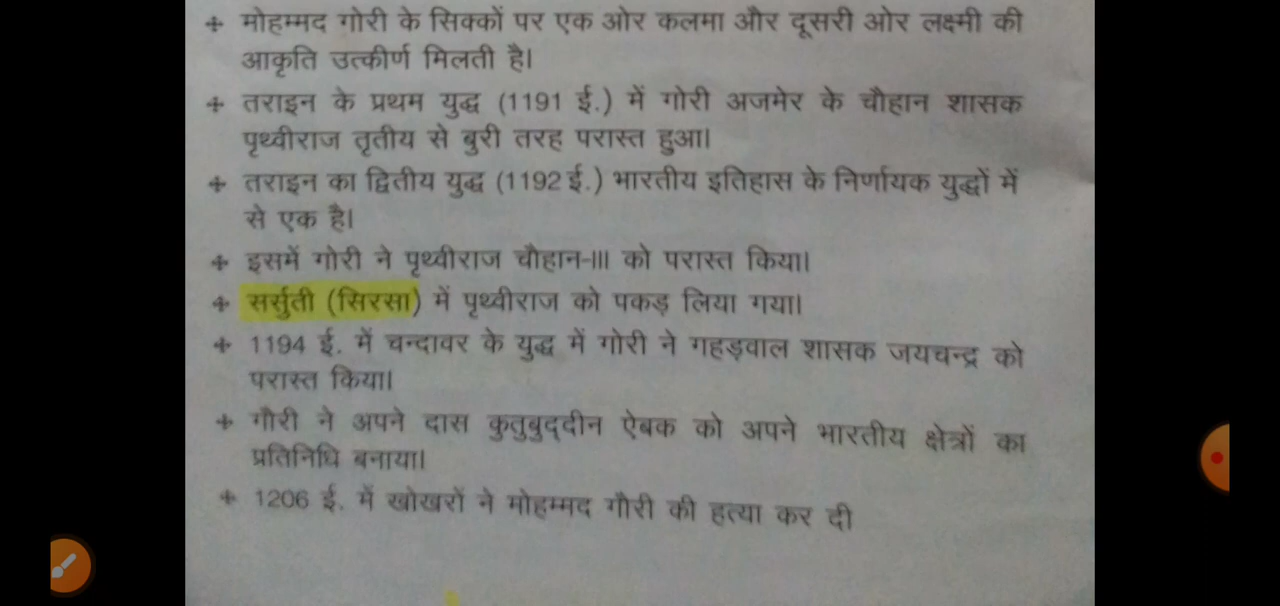 + मोहम्मद गोरी के सिक्कों पर एक ओर कलमा और दूसरी ओर लक्ष्मी की
आकृति उत्कीर्ण मिलती है।
+ तराइन के प्रथम युद्ध (1191 ई.) में गोरी अजमेर के चौहान शासक
पृथ्वीराज तृतीय से बुरी तरह परास्त हुआ।
+ तराइन का द्वितीय युद्ध (1192 ई.) भारतीय इतिहास के निर्णायक युद्धों में
से एक है।
+ इसमें गोरी ने पृथ्वीराज चौहान-III को परास्त किया।
+ सर्सुती (सिरसा) में पृथ्वीराज को पकड़ लिया गया।
+ 1194 ई. में चन्दावर के युद्ध में गोरी ने गहड़वाल शासक जयचन्द्र को
परास्त किया।
+ गौरी ने अपने दास कुतुबुद्दीन ऐबक को अपने भारतीय क्षेत्रों का
प्रतिनिधि बनाया।
+ 1206 ई. में खोखरों ने मोहम्मद गौरी की हत्या कर दी